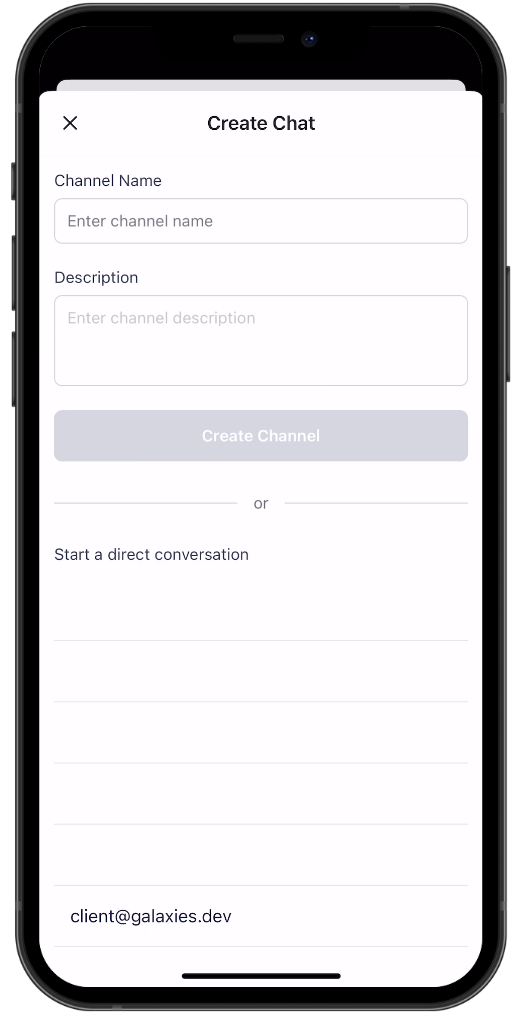 Create Chat
Channel Name
Enter channel name
Description
Enter channel description
Create Channel
or
Start a direct conversation
client@galaxies.dev